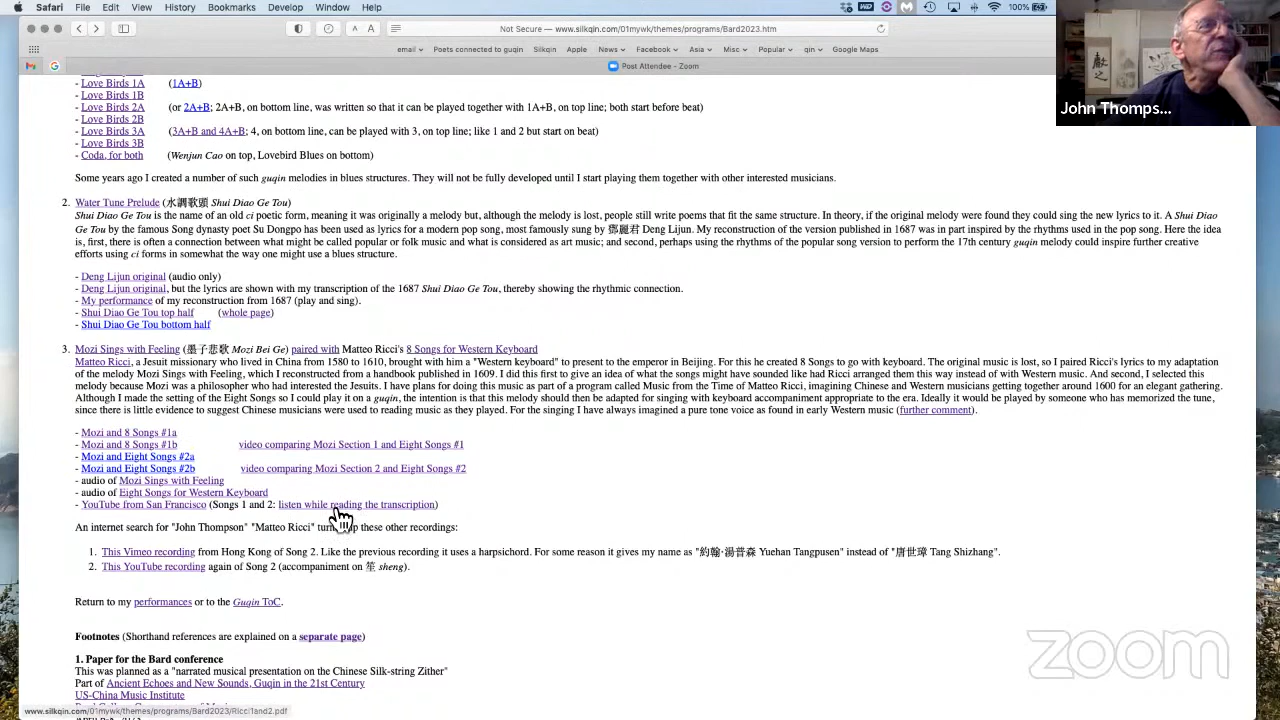 DW
100%
Not Secure — www.silkqin.com/01mywk/themes/programs/Bard2023.htm
A A
email Poets connected to guqin Silkqin Apple News Facebook Asia Misc Popular qin Google Maps
Post Attendee - Zoom
John Thomps...
- Love Birds 1A (1A+B)
- Love Birds 1B
- Love Birds 2A (or 2A+B; 2A+B, on bottom line, was written so that it can be played together with 1A+B, on top line; both start before beat)
- Love Birds 2B
- Love Birds 3A (3A+B and 4A+B; 4, on bottom line, can be played with 3, on top line; like 1 and 2 but start on beat)
- Love Birds 3B
- Coda, for both (Wenjun Cao on top, Lovebird Blues on bottom)
Some years ago I created a number of such guqin melodies in blues structures. They will not be fully developed until I start playing them together with other interested musicians.
2. Water Tune Prelude (水調歌頭 Shui Diao Ge Tou)
Shui Diao Ge Tou is the name of an old ci poetic form, meaning it was originally a melody but, although the melody is lost, people still write poems that fit the same structure. In theory, if the original melody were found they could sing the new lyrics to it. A Shui Diao
Ge Tou by the famous Song dynasty poet Su Dongpo has been used as lyrics for a modern pop song, most famously sung by 鄧麗君 Deng Lijun. My reconstruction of the version published in 1687 was in part inspired by the rhythms used in the pop song. Here the idea
is, first, there is often a connection between what might be called popular or folk music and what is considered as art music; and second, perhaps using the rhythms of the popular song version to perform the 17th century guqin melody could inspire further creative
efforts using ci forms in somewhat the way one might use a blues structure.
- Deng Lijun original (audio only)
- Deng Lijun original, but the lyrics are shown with my transcription of the 1687 Shui Diao Ge Tou, thereby showing the rhythmic connection.
- My performance of my reconstruction from 1687 (play and sing).
- Shui Diao Ge Tou top half (whole page)
- Shui Diao Ge Tou bottom half
3. Mozi Sings with Feeling (墨子悲歌 Mozi Bei Ge) paired with Matteo Ricci's 8 Songs for Western Keyboard
Matteo Ricci, a Jesuit missionary who lived in China from 1580 to 1610, brought with him a "Western keyboard" to present to the emperor in Beijing. For this he created 8 Songs to go with keyboard. The original music is lost, so I paired Ricci's lyrics to my adaptation
of the melody Mozi Sings with Feeling, which I reconstructed from a handbook published in 1609. I did this first to give an idea of what the songs might have sounded like had Ricci arranged them this way instead of with Western music. And second, I selected this
melody because Mozi was a philosopher who had interested the Jesuits. I have plans for doing this music as part of a program called Music from the Time of Matteo Ricci, imagining Chinese and Western musicians getting together around 1600 for an elegant gathering.
Although I made the setting of the Eight Songs so I could play it on a guqin, the intention is that this melody should then be adapted for singing with keyboard accompaniment appropriate to the era. Ideally it would be played by someone who has memorized the tune,
since there is little evidence to suggest Chinese musicians were used to reading music as they played. For the singing I have always imagined a pure tone voice as found in early Western music (further comment).
- Mozi and 8 Songs #1a
- Mozi and 8 Songs #1b video comparing Mozi Section 1 and Eight Songs #1
- Mozi and Eight Songs #2a
- Mozi and Eight Songs #2b video comparing Mozi Section 2 and Eight Songs #2
- audio of Mozi Sings with Feeling
- audio of Eight Songs for Western Keyboard
- YouTube from San Francisco (Songs 1 and 2: listen while reading the transcription)
An internet search for "John Thompson" "Matteo Ricci" these other recordings:
1. This Vimeo recording from Hong Kong of Song 2. Like the previous recording it uses a harpsichord. For some reason it gives my name as "約翰·湯普森 Yuehan Tangpusen" instead of "唐世璋 Tang Shizhang".
2. This YouTube recording again of Song 2 (accompaniment on 笙 sheng).
Return to my performances or to the Guqin ToC.
Footnotes (Shorthand references are explained on a separate page)
1. Paper for the Bard conference
This was planned as a "narrated musical presentation on the Chinese Silk-string Zither"
Part of Ancient Echoes and New Sounds, Guqin in the 21st Century
US-China Music Institute
www.silkqin.com/01mywk/themes/programs/Bard2023/Ricci1and2.pdf
zoom